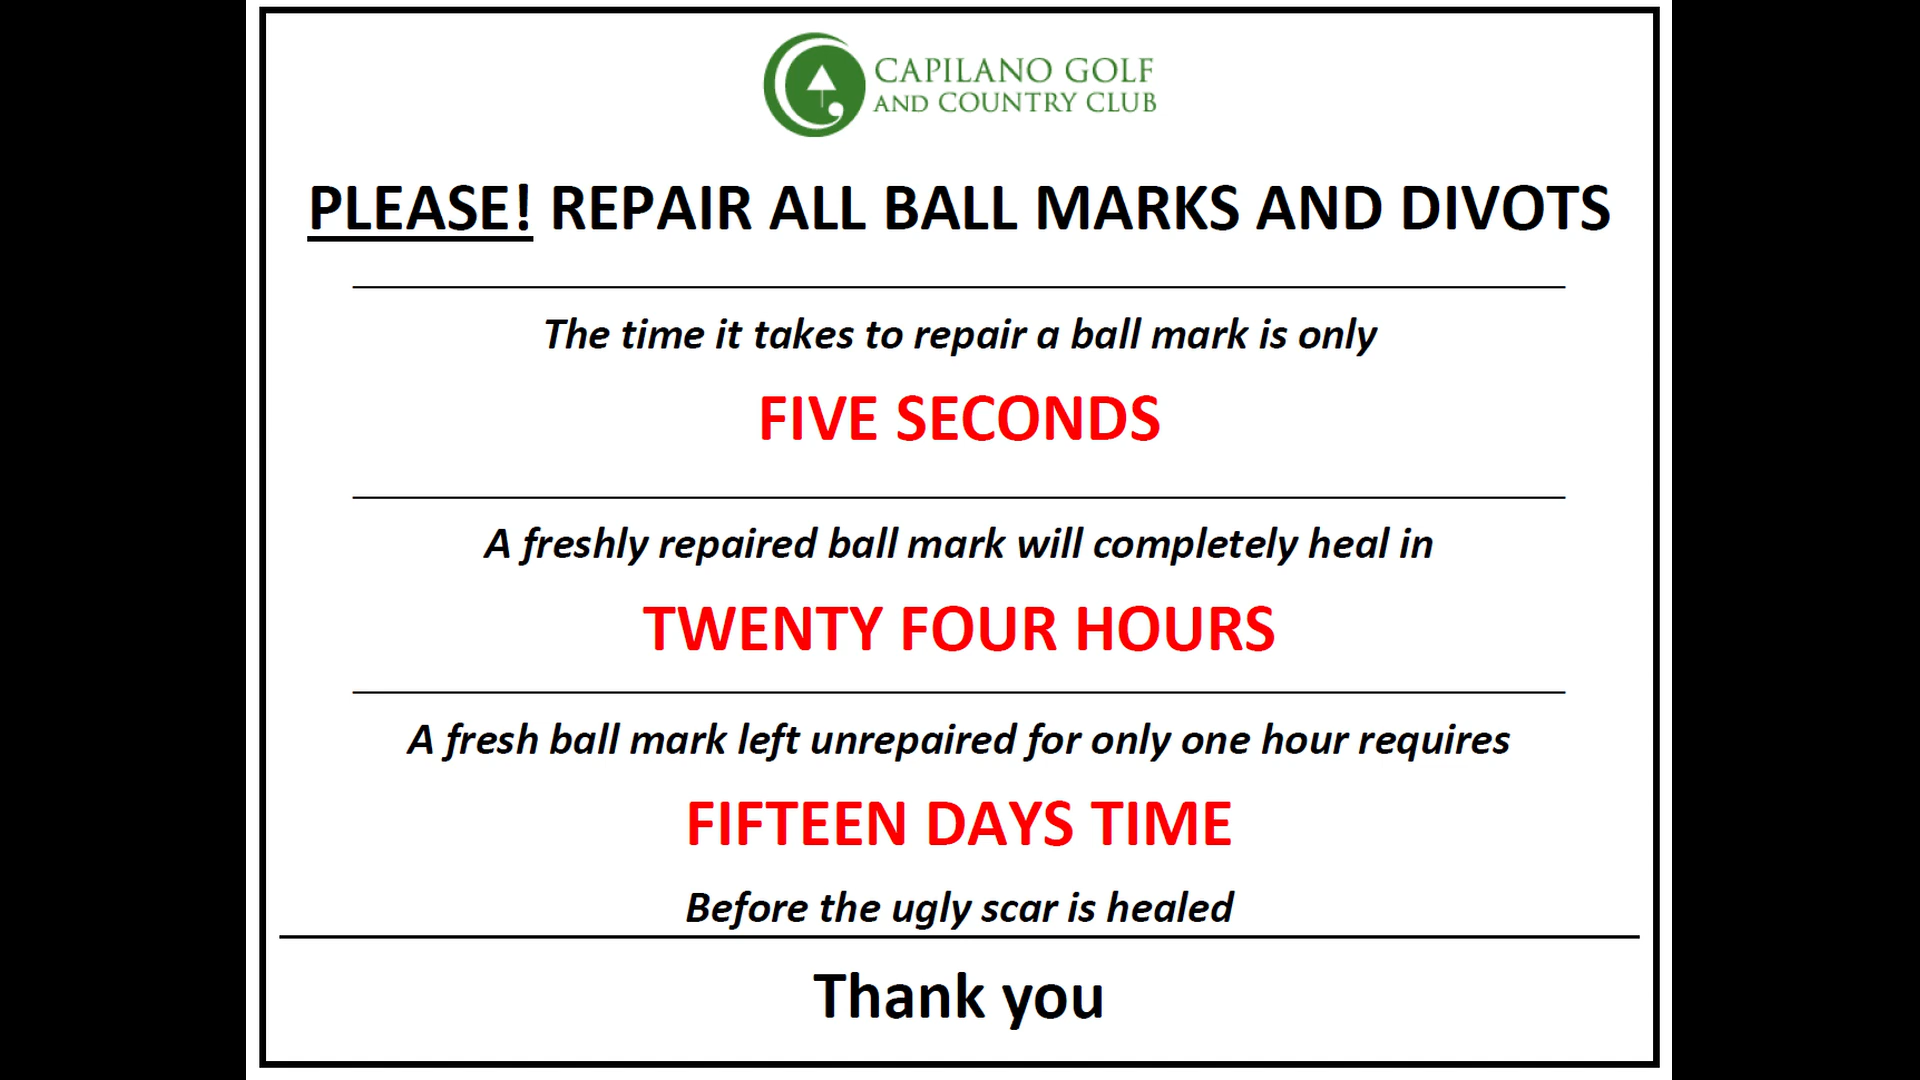 CAPILANO GOLF
AND COUNTRY CLUB
PLEASE! REPAIR ALL BALL MARKS AND DIVOTS
The time it takes to repair a ball mark is only
FIVE SECONDS
A freshly repaired ball mark will completely heal in
TWENTY FOUR HOURS
A fresh ball mark left unrepaired for only one hour requires
FIFTEEN DAYS TIME
Before the ugly scar is healed
Thank you